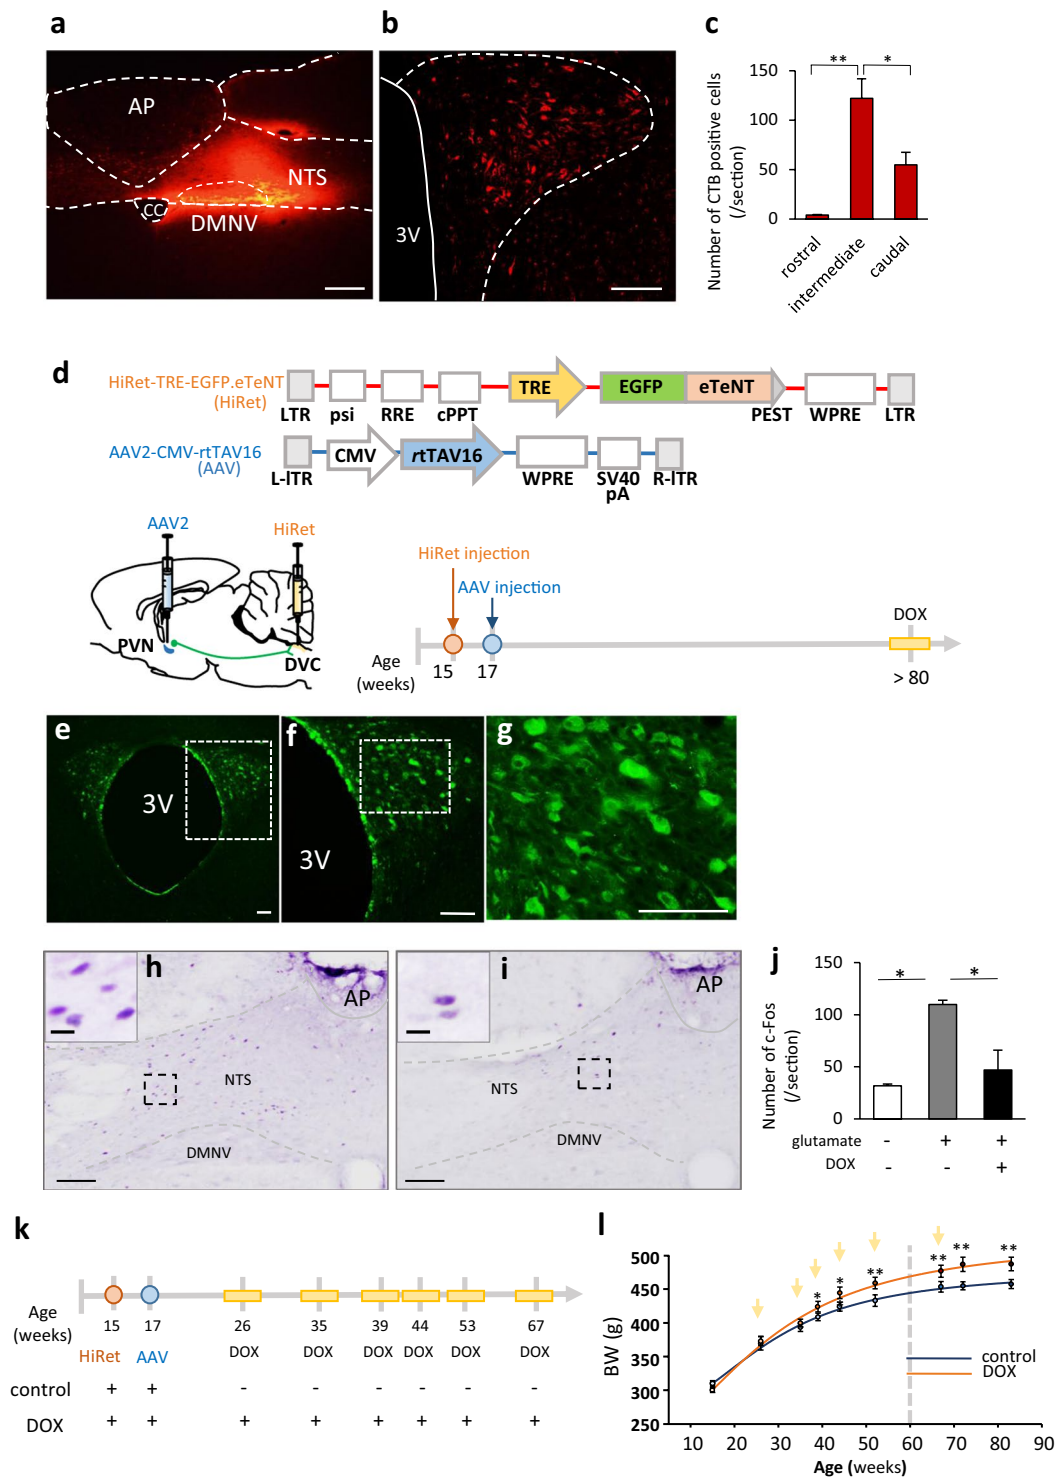 a
AP
NTS
CC
DMNV
b
3V
c
Number of CTB positive cells
(/section)
150
100
50
0
**
*
rostral
intermediate
caudal
d
HiRet-TRE-EGFP.eTeNT
(HiRet)
TRE
EGFP
eTeNT
LTR
psi
RRE
cPPT
PEST
WPRE
LTR
AAV2-CMV-rtTAV16
(AAV)
CMV
rtTAV16
L-ITR
WPRE
SV40
pA
R-ITR
AAV2
HiRet
PVN
DVC
HiRet injection
AAV injection
DOX
Age
(weeks)
15
17
> 80
e
3V
f
3V
g
h
AP
NTS
DMNV
i
AP
NTS
DMNV
j
Number of c-Fos
(/section)
150
100
50
0
*
*
glutamate - + +
DOX - - +
k
Age
(weeks)
15 17 26 35 39 44 53 67
HiRet AAV DOX DOX DOX DOX DOX DOX
control + + - - - - - -
DOX + + + + + + + +
l
BW (g)
500
450
400
350
300
250
* * ** ** ** **
control
DOX
10 20 30 40 50 60 70 80 90
Age (weeks)